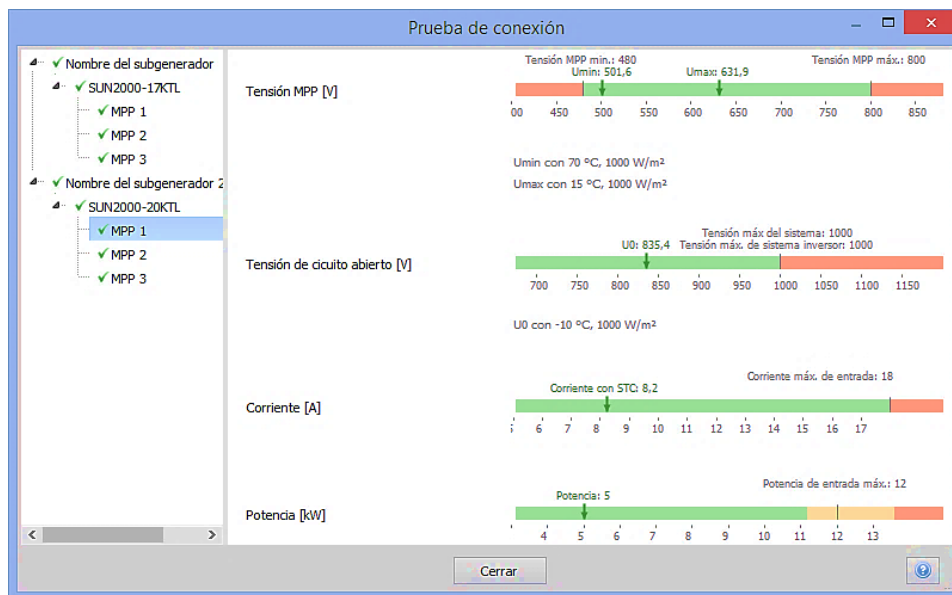 Prueba de conexión
Nombre del subgenerador
SUN2000-17KTL
MPP 1
MPP 2
MPP 3
Nombre del subgenerador 2
SUN2000-20KTL
MPP 1
MPP 2
MPP 3
Tensión MPP [V]
Tensión MPP min.: 480
Tensión MPP máx.: 800
Umin: 501,6
Umax: 631,9
00 450 500 550 600 650 700 750 800 850
Umin con 70 ºC, 1000 W/m²
Umax con 15 ºC, 1000 W/m²
Tensión de cicuito abierto [V]
Tensión máx del sistema: 1000
U0: 835,4
Tensión máx. de sistema inversor: 1000
700 750 800 850 900 950 1000 1050 1100 1150
U0 con -10 ºC, 1000 W/m²
Corriente [A]
Corriente máx. de entrada: 18
Corriente con STC: 8,2
6 7 8 9 10 11 12 13 14 15 16 17
Potencia [kW]
Potencia de entrada máx.: 12
Potencia: 5
4 5 6 7 8 9 10 11 12 13
Cerrar